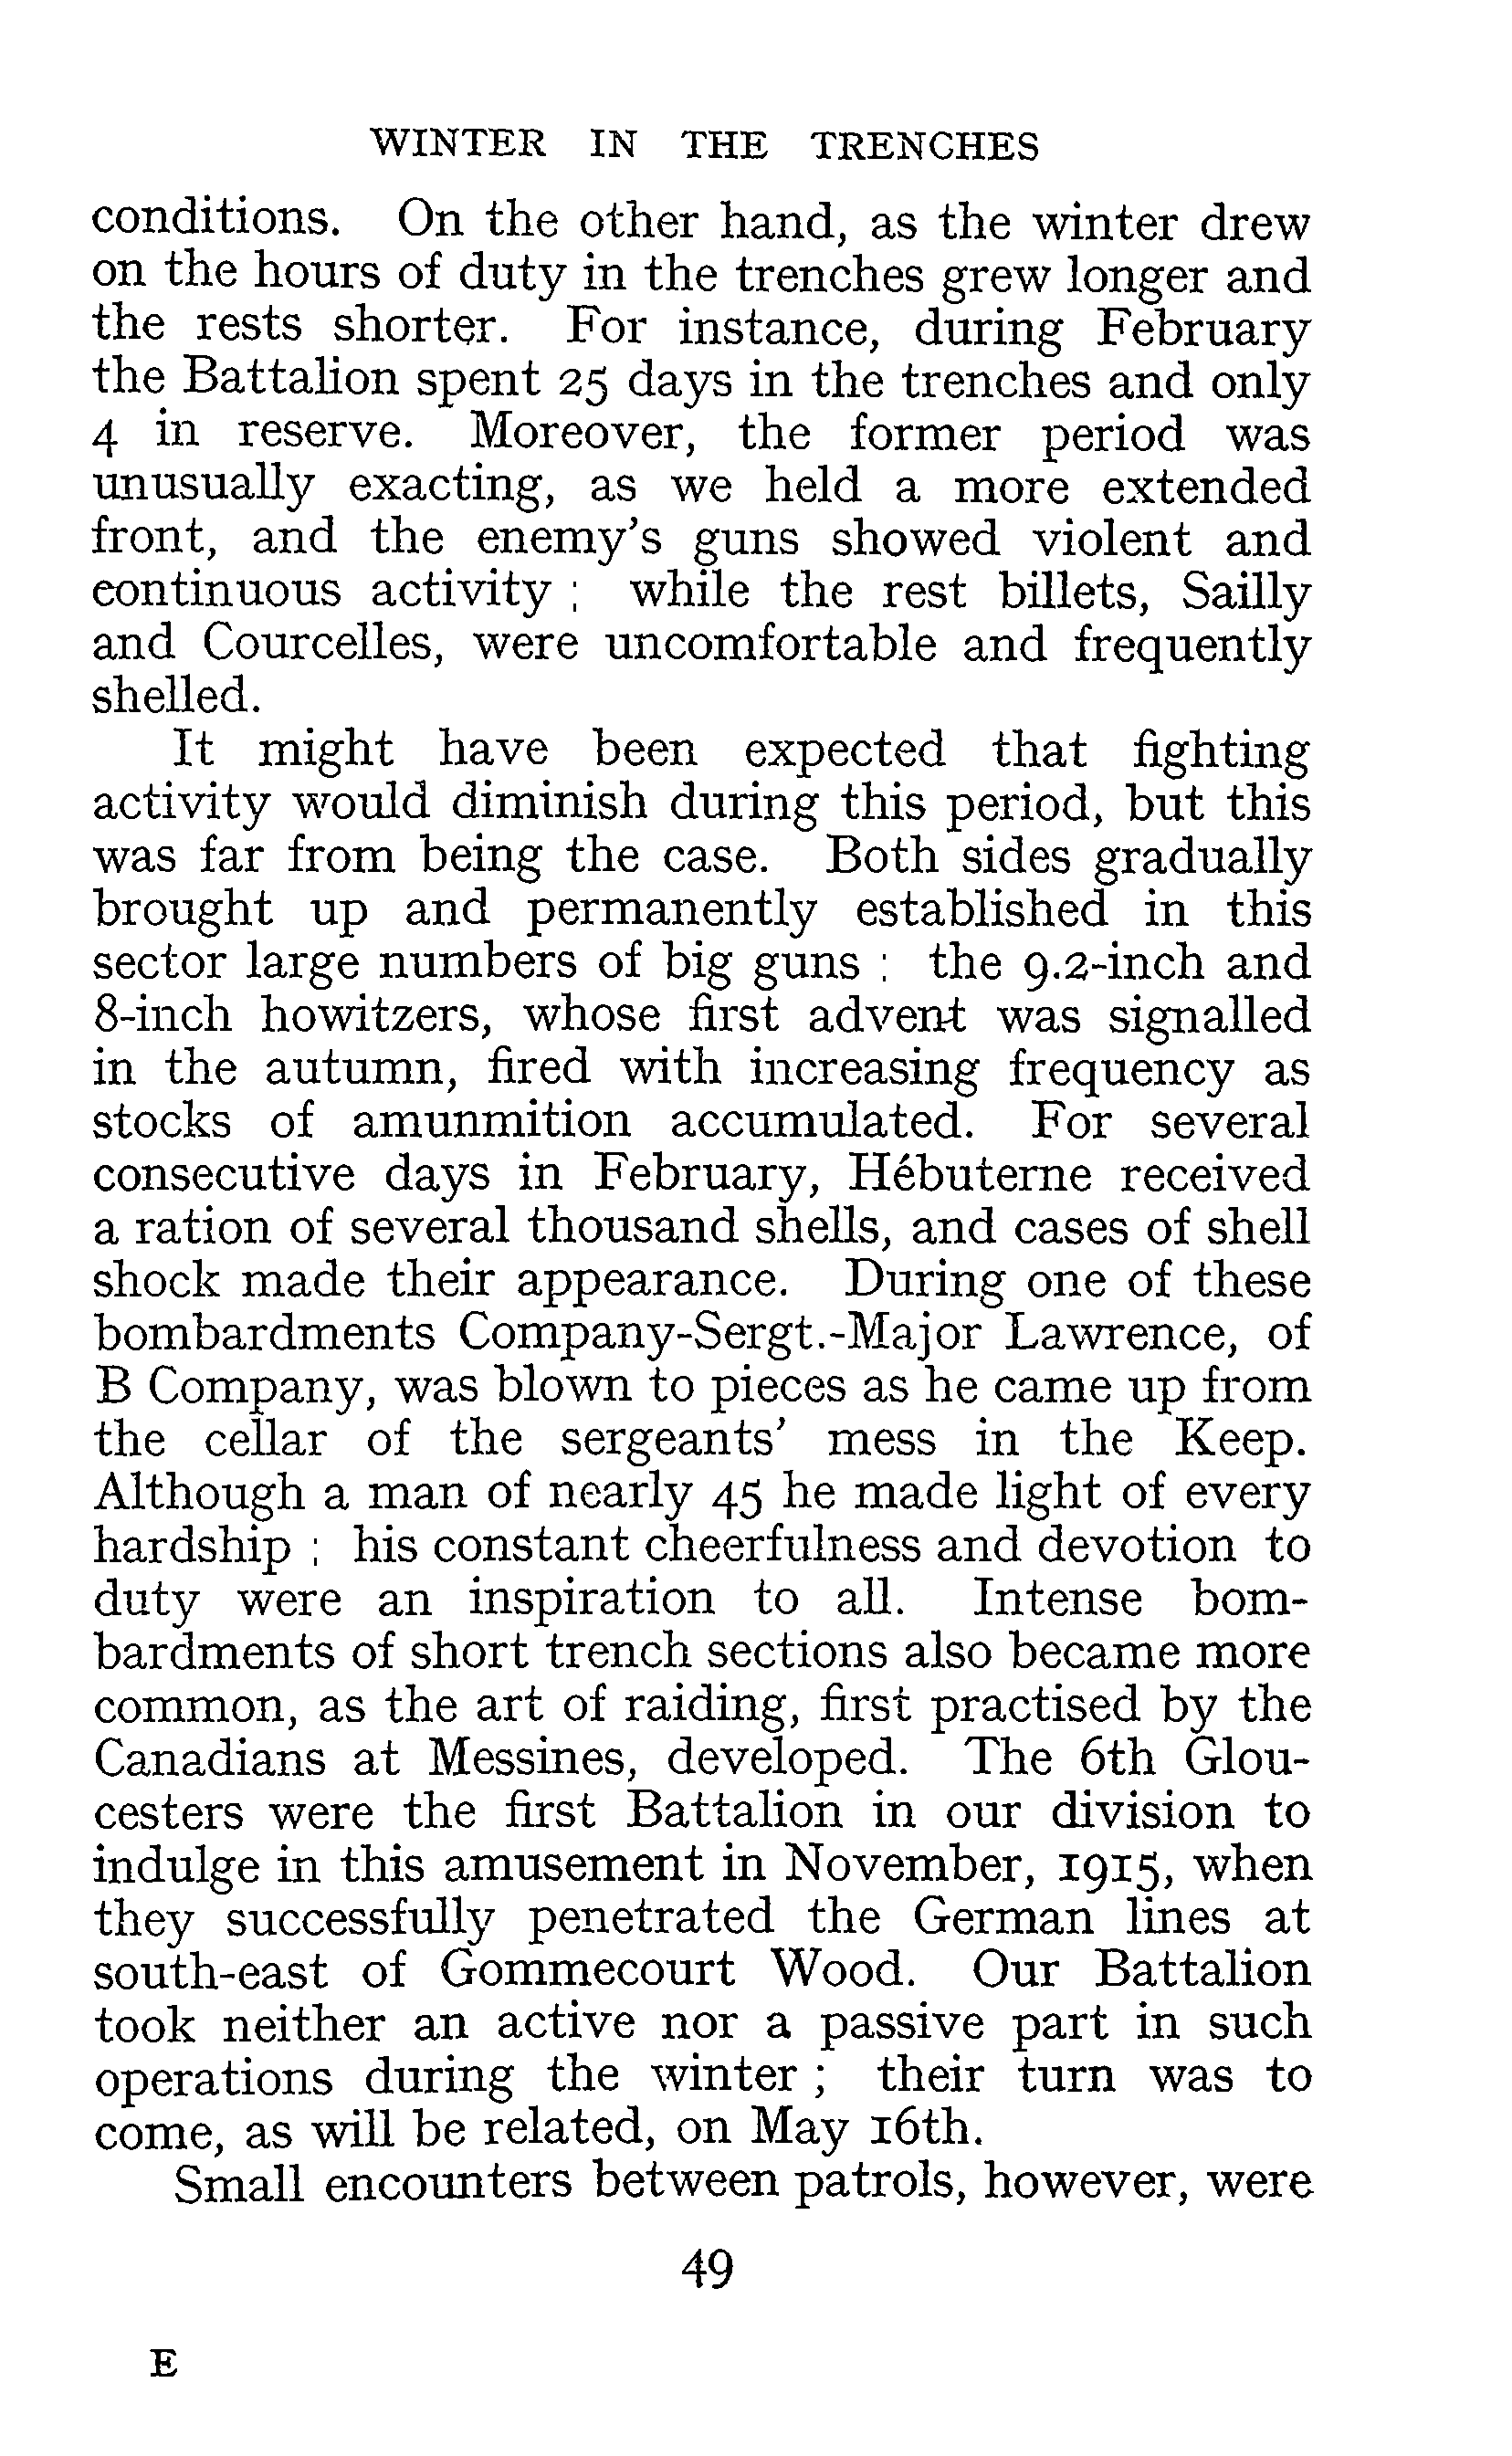 WINTER IN THE TRENCHES
conditions. On the other hand, as the winter drew
on the hours of duty in the trenches grew longer and
the rests shorter. For instance, during February
the Battalion spent 25 days in the trenches and only
4 in reserve. Moreover, the former period was
unusually exacting, as we held a more extended
front, and the enemy's guns showed violent and
continuous activity ; while the rest billets, Sailly
and Courcelles, were uncomfortable and frequently
shelled.
It might have been expected that fighting
activity would diminish during this period, but this
was far from being the case. Both sides gradually
brought up and permanently established in this
sector large numbers of big guns : the 9.2-inch and
8-inch howitzers, whose first advent was signalled
in the autumn, fired with increasing frequency as
stocks of amunmition accumulated. For several
consecutive days in February, Hébuterne received
a ration of several thousand shells, and cases of shell
shock made their appearance. During one of these
bombardments Company-Sergt.-Major Lawrence, of
B Company, was blown to pieces as he came up from
the cellar of the sergeants' mess in the Keep.
Although a man of nearly 45 he made light of every
hardship ; his constant cheerfulness and devotion to
duty were an inspiration to all. Intense bom-
bardments of short trench sections also became more
common, as the art of raiding, first practised by the
Canadians at Messines, developed. The 6th Glou-
cesters were the first Battalion in our division to
indulge in this amusement in November, 1915, when
they successfully penetrated the German lines at
south-east of Gommecourt Wood. Our Battalion
took neither an active nor a passive part in such
operations during the winter ; their turn was to
come, as will be related, on May 16th.
Small encounters between patrols, however, were
49
E